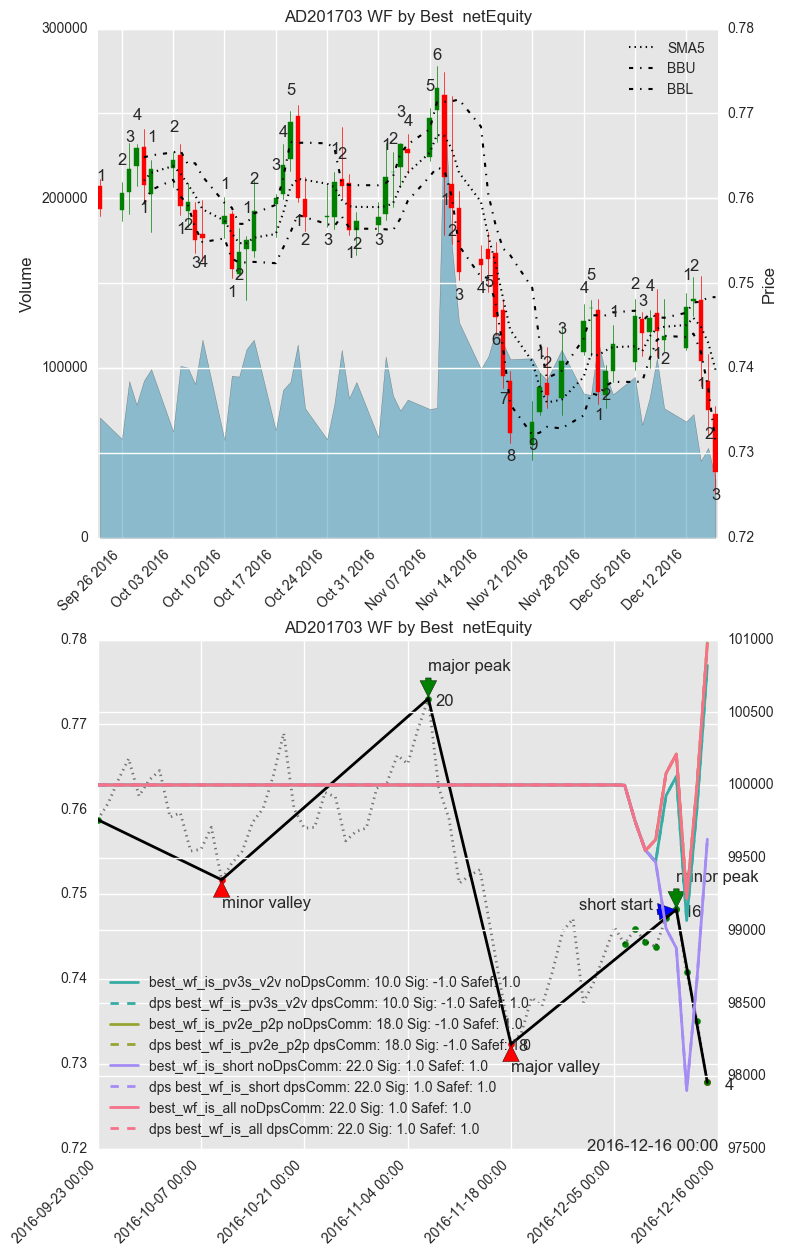 AD201703 WF by Best  netEquity
300000
200000
100000
0
Volume
0.78
0.77
0.76
0.75
0.74
0.73
0.72
Price
SMA5
BBU
BBL
Sep 26 2016
Oct 03 2016
Oct 10 2016
Oct 17 2016
Oct 24 2016
Oct 31 2016
Nov 07 2016
Nov 14 2016
Nov 21 2016
Nov 28 2016
Dec 05 2016
Dec 12 2016
AD201703 WF by Best  netEquity
0.78
0.77
0.76
0.75
0.74
0.73
0.72
101000
100500
100000
99500
99000
98500
98000
97500
major peak
20
minor valley
minor peak
short start
16
major valley
18
4
best_wf_is_pv3s_v2v noDpsComm: 10.0 Sig: -1.0 Safef: 1.0
dps best_wf_is_pv3s_v2v dpsComm: 10.0 Sig: -1.0 Safef: 1.0
best_wf_is_pv2e_p2p noDpsComm: 18.0 Sig: -1.0 Safef: 1.0
dps best_wf_is_pv2e_p2p dpsComm: 18.0 Sig: -1.0 Safef: 1.0
best_wf_is_short noDpsComm: 22.0 Sig: 1.0 Safef: 1.0
dps best_wf_is_short dpsComm: 22.0 Sig: 1.0 Safef: 1.0
best_wf_is_all noDpsComm: 22.0 Sig: 1.0 Safef: 1.0
dps best_wf_is_all dpsComm: 22.0 Sig: 1.0 Safef: 1.0
2016-12-16 00:00
2016-09-23 00:00
2016-10-07 00:00
2016-10-21 00:00
2016-11-04 00:00
2016-11-18 00:00
2016-12-05 00:00
2016-12-16 00:00